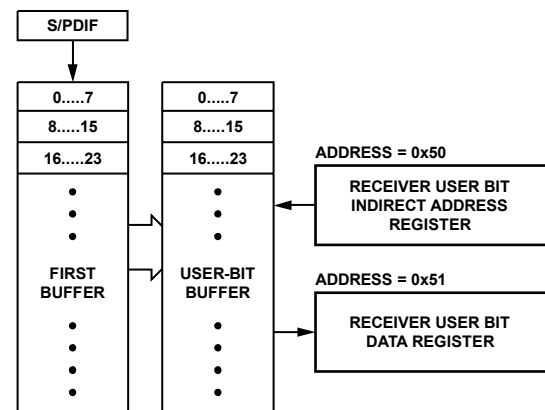 S/PDIF
0.....7
8.....15
16.....23
FIRST
BUFFER
0.....7
8.....15
16.....23
USER-BIT
BUFFER
ADDRESS = 0x50
RECEIVER USER BIT
INDIRECT ADDRESS
REGISTER
ADDRESS = 0x51
RECEIVER USER BIT
DATA REGISTER